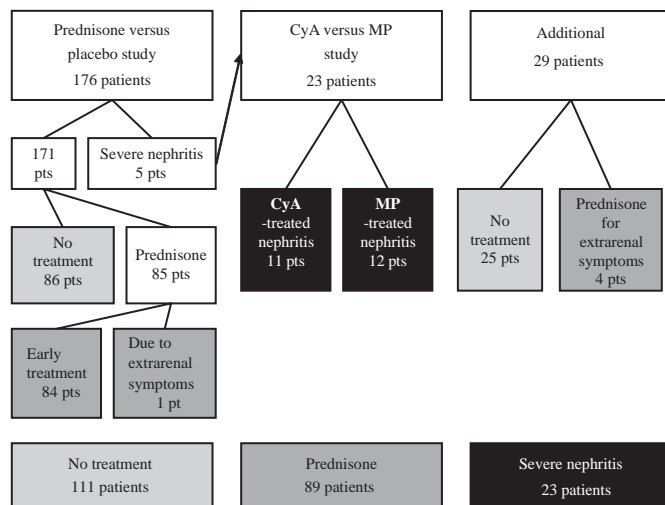 Prednisone versus
placebo study
176 patients
CyA versus MP
study
23 patients
Additional
29 patients
171
pts
Severe nephritis
5 pts
No
treatment
86 pts
Prednisone
85 pts
CyA
-treated
nephritis
11 pts
MP
-treated
nephritis
12 pts
No
treatment
25 pts
Prednisone
for
extrarenal
symptoms
4 pts
Early
treatment
84 pts
Due to
extrarenal
symptoms
1 pt
No treatment
111 patients
Prednisone
89 patients
Severe nephritis
23 patients